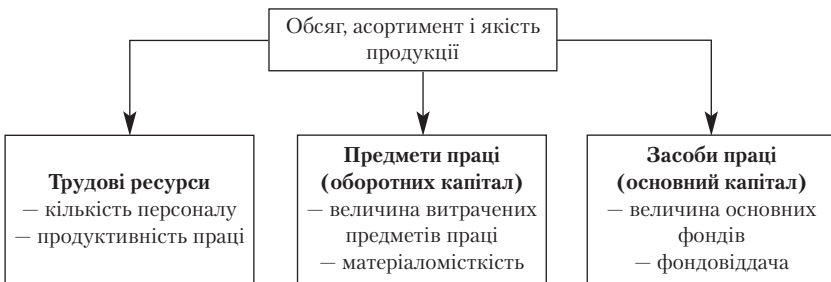 Обсяг, асортимент і якість
продукції
Трудові ресурси
— кількість персоналу
— продуктивність праці
Предмети праці
(оборотних капітал)
— величина витрачених
предметів праці
— матеріаломісткість
Засоби праці
(основний капітал)
— величина основних
фондів
— фондовіддача